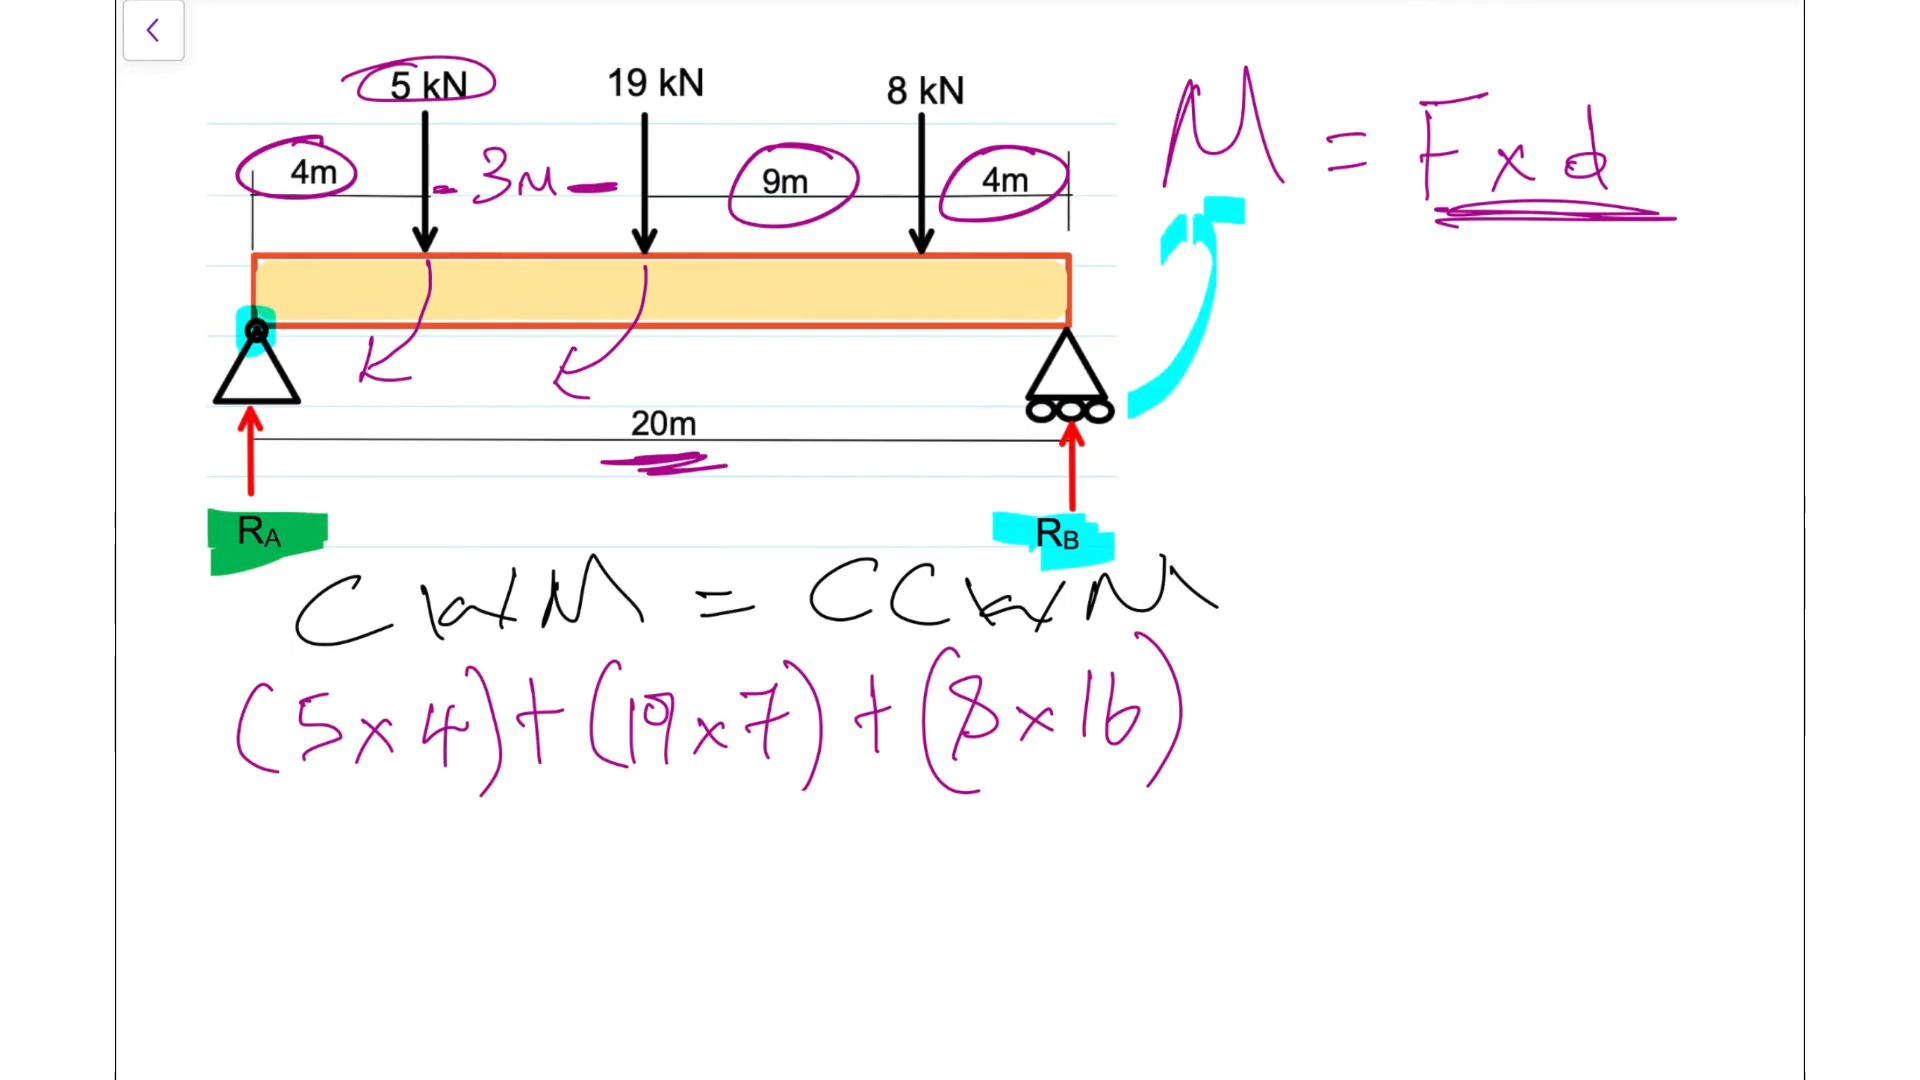 5 kN 19 kN 8 kN
M = F x d
4m - 3m - 9m 4m
20m
RA RB
CWM = CCWM
(5x4)+(19x7)+(8x16)